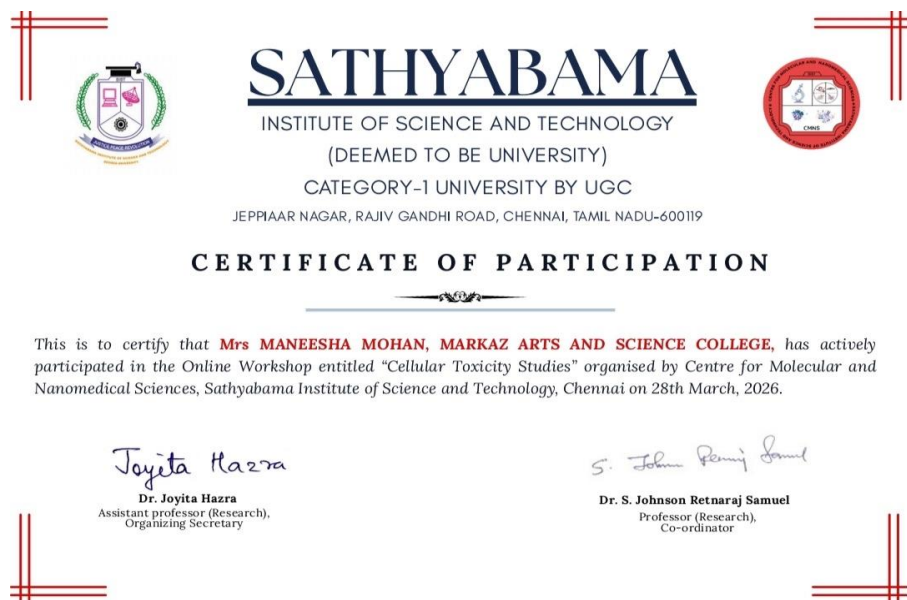 SATHYABAMA
INSTITUTE OF SCIENCE AND TECHNOLOGY
(DEEMED TO BE UNIVERSITY)
CATEGORY-1 UNIVERSITY BY UGC
JEPPIAAR NAGAR, RAJIV GANDHI ROAD, CHENNAI, TAMIL NADU-600119
CMNS
CERTIFICATE OF PARTICIPATION
This is to certify that Mrs MANEESHA MOHAN, MARKAZ ARTS AND SCIENCE COLLEGE, has actively
participated in the Online Workshop entitled “Cellular Toxicity Studies” organised by Centre for Molecular and
Nanomedical Sciences, Sathyabama Institute of Science and Technology, Chennai on 28th March, 2026.
Joyita Hazra
Dr. Joyita Hazra
Assistant professor (Research),
Organizing Secretary
Dr. S. Johnson Retnaraj Samuel
Professor (Research),
Co-ordinator